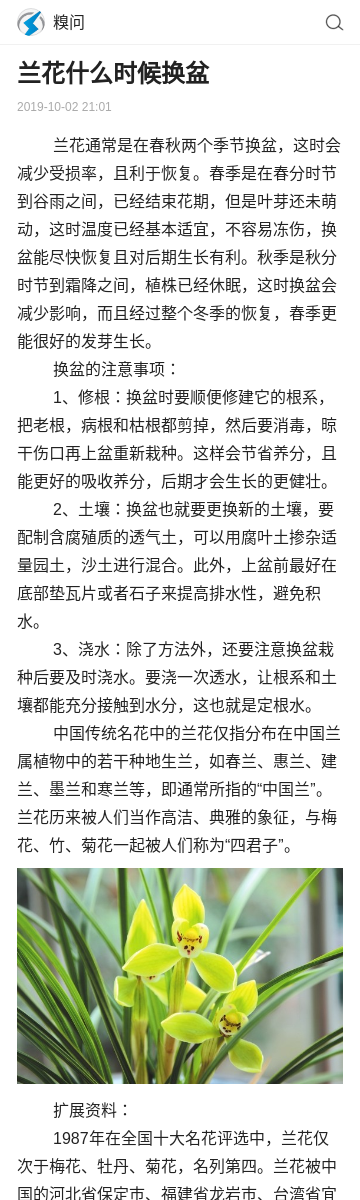 糗问
兰花什么时候换盆
2019-10-02 21:01
兰花通常是在春秋两个季节换盆，这时会
减少受损率，且利于恢复。春季是在春分时节
到谷雨之间，已经结束花期，但是叶芽还未萌
动，这时温度已经基本适宜，不容易冻伤，换
盆能尽快恢复且对后期生长有利。秋季是秋分
时节到霜降之间，植株已经休眠，这时换盆会
减少影响，而且经过整个冬季的恢复，春季更
能很好的发芽生长。
换盆的注意事项：
1、修根：换盆时要顺便修建它的根系，
把老根，病根和枯根都剪掉，然后要消毒，晾
干伤口再上盆重新栽种。这样会节省养分，且
能更好的吸收养分，后期才会生长的更健壮。
2、土壤：换盆也就要更换新的土壤，要
配制含腐殖质的透气土，可以用腐叶土掺杂适
量园土，沙土进行混合。此外，上盆前最好在
底部垫瓦片或者石子来提高排水性，避免积
水。
3、浇水：除了方法外，还要注意换盆栽
种后要及时浇水。要浇一次透水，让根系和土
壤都能充分接触到水分，这也就是定根水。
中国传统名花中的兰花仅指分布在中国兰
属植物中的若干种地生兰，如春兰、惠兰、建
兰、墨兰和寒兰等，即通常所指的“中国兰”。
兰花历来被人们当作高洁、典雅的象征，与梅
花、竹、菊花一起被人们称为“四君子”。
扩展资料：
1987年在全国十大名花评选中，兰花仅
次于梅花、牡丹、菊花，名列第四。兰花被中
国的河北省保定市、福建省龙岩市、台湾省宜